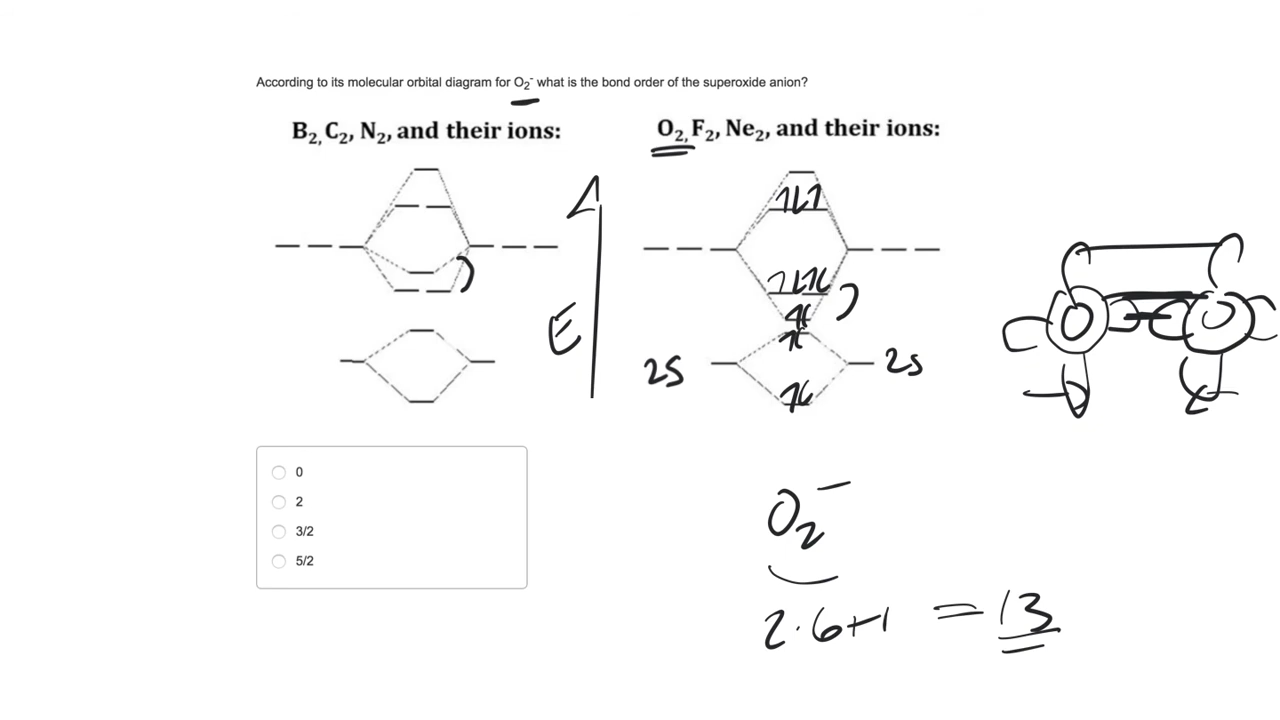 According to its molecular orbital diagram for O₂⁻ what is the bond order of the superoxide anion?
B₂, C₂, N₂, and their ions:
O₂, F₂, Ne₂, and their ions:
E
2S
2S
0
2
3/2
5/2
O₂⁻
2·6+1 = 13